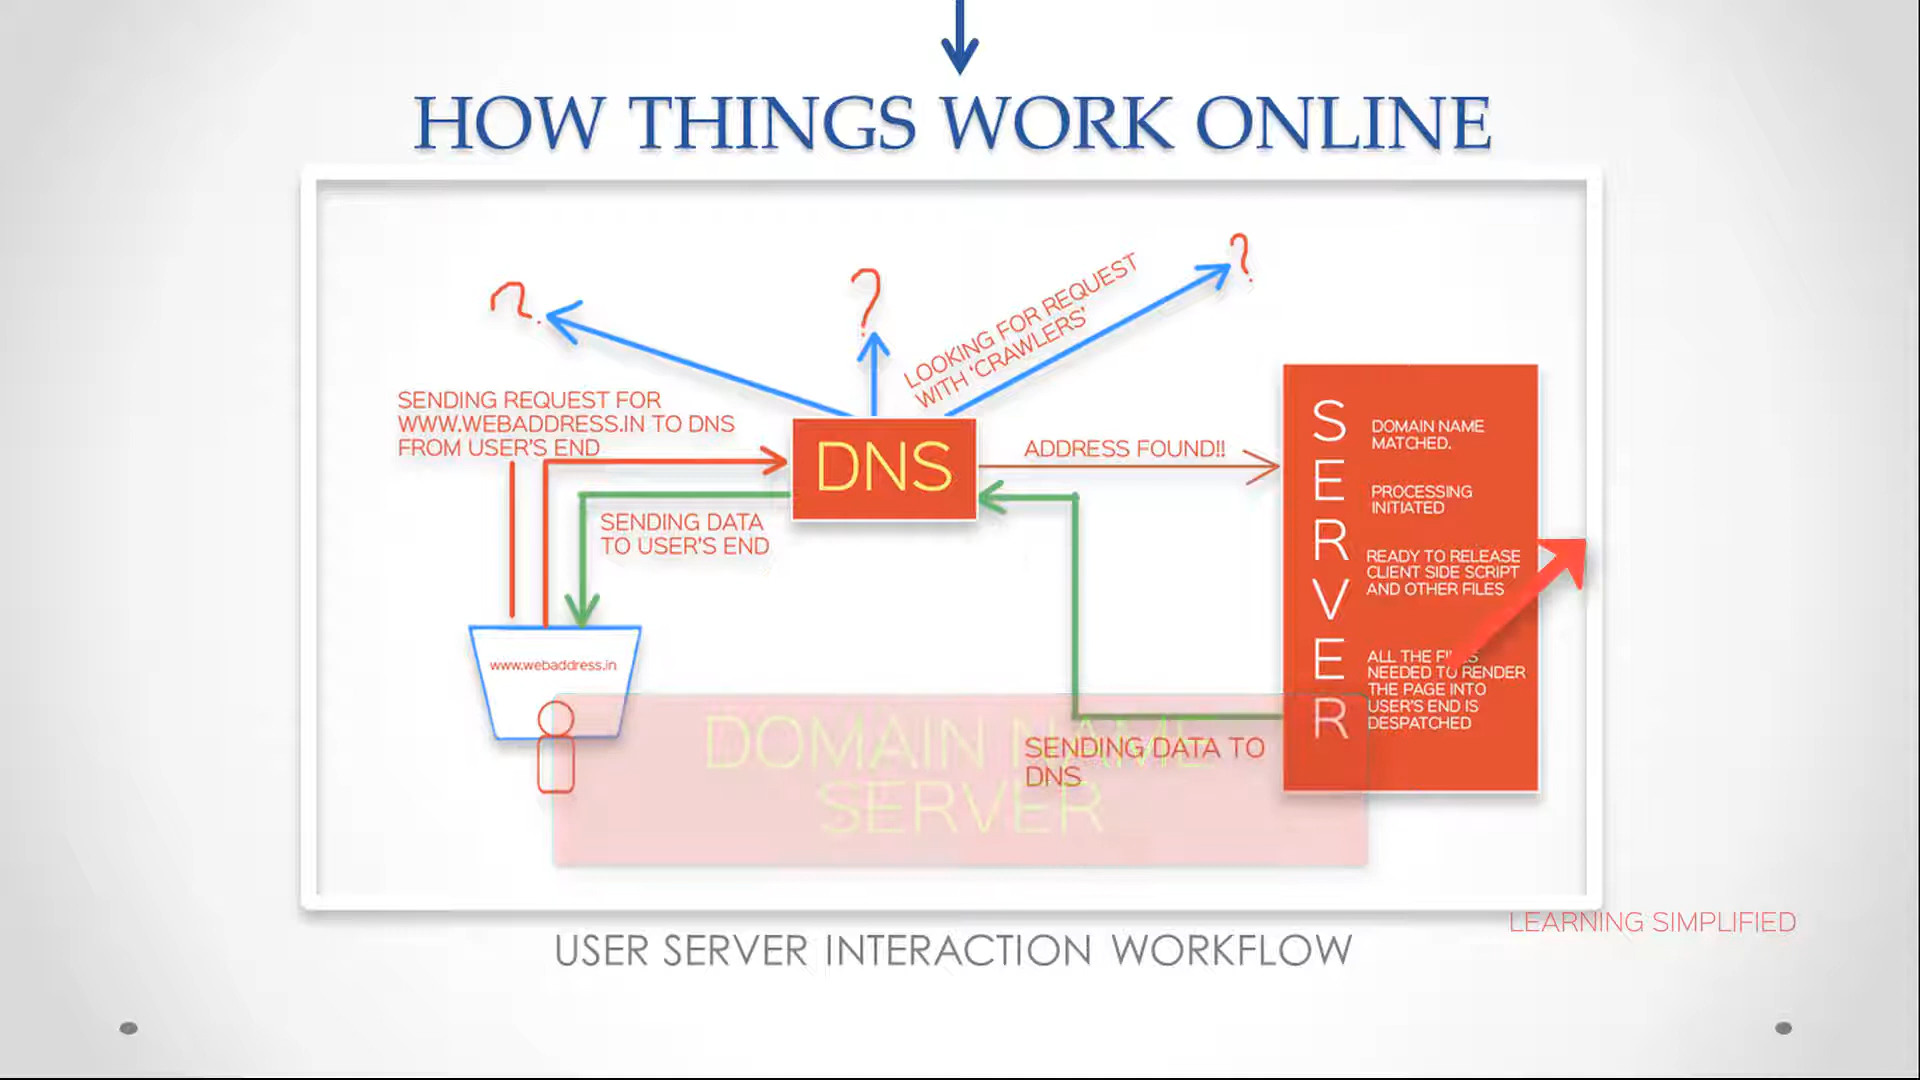 HOW THINGS WORK ONLINE
?
?
?
LOOKING FOR REQUEST
WITH ‘CRAWLERS’
SENDING REQUEST FOR
WWW.WEBADDRESS.IN TO DNS
FROM USER'S END
DNS
ADDRESS FOUND!!
SENDING DATA
TO USER'S END
SERVER
DOMAIN NAME
MATCHED.
PROCESSING
INITIATED
READY TO RELEASE
CLIENT SIDE SCRIPT
AND OTHER FILES
ALL THE FILES
NEEDED TO RENDER
THE PAGE INTO
USER'S END IS
DESPATCHED
www.webaddress.in
DOMAIN NAME
SERVER
SENDING DATA TO
DNS
LEARNING SIMPLIFIED
USER SERVER INTERACTION WORKFLOW